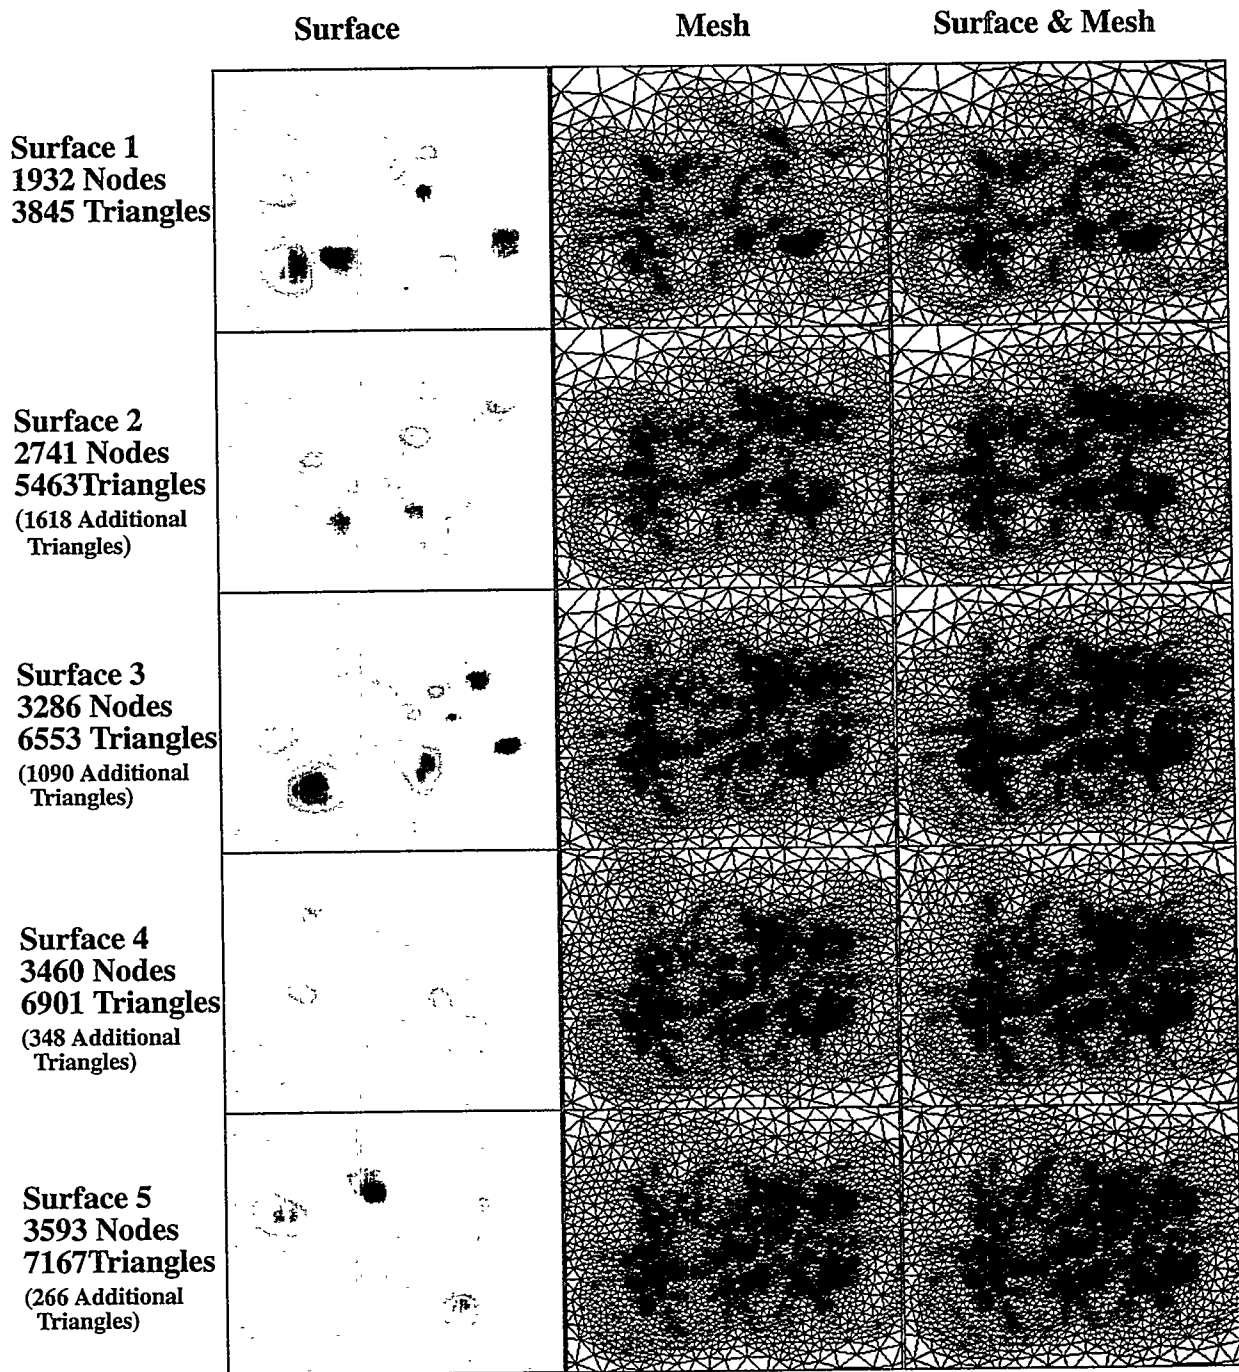 Surface
Mesh
Surface & Mesh
Surface 1
1932 Nodes
3845 Triangles
Surface 2
2741 Nodes
5463Triangles
(1618 Additional
Triangles)
Surface 3
3286 Nodes
6553 Triangles
(1090 Additional
Triangles)
Surface 4
3460 Nodes
6901 Triangles
(348 Additional
Triangles)
Surface 5
3593 Nodes
7167Triangles
(266 Additional
Triangles)